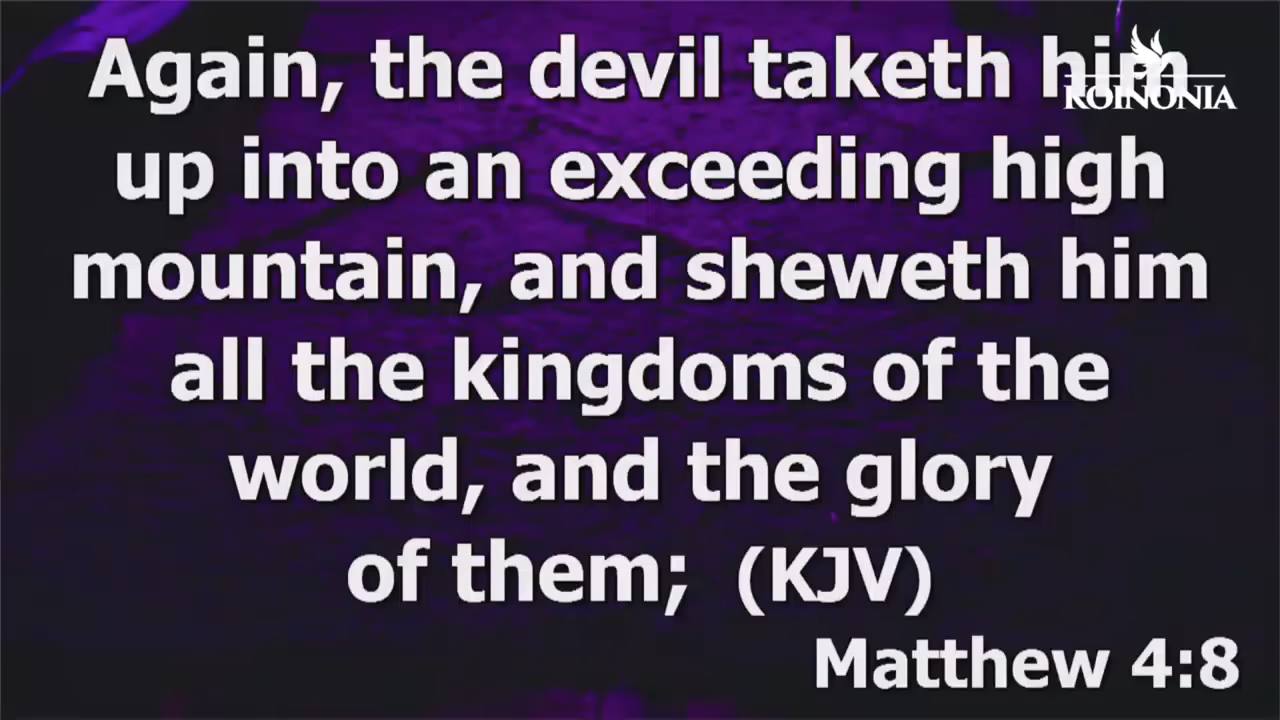 Again, the devil taketh him
KOINONIA
up into an exceeding high
mountain, and sheweth him
all the kingdoms of the
world, and the glory
of them; (KJV)
Matthew 4:8